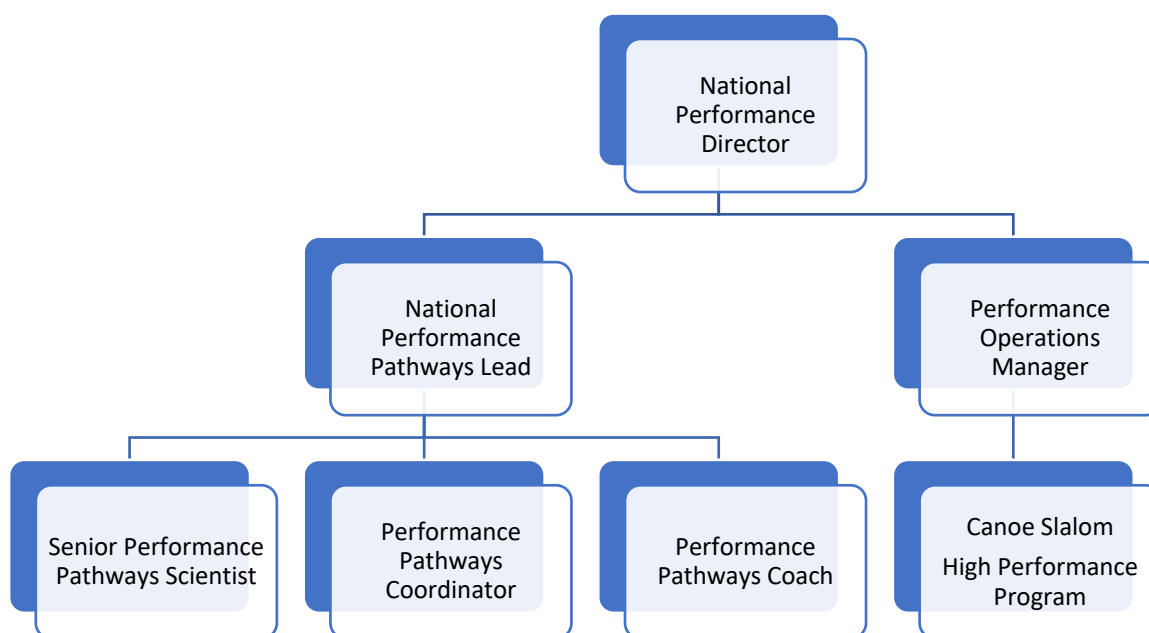 National
Performance
Director
National
Performance
Pathways Lead
Performance
Operations
Manager
Senior Performance
Pathways Scientist
Performance
Pathways
Coordinator
Performance
Pathways Coach
Canoe Slalom
High Performance
Program